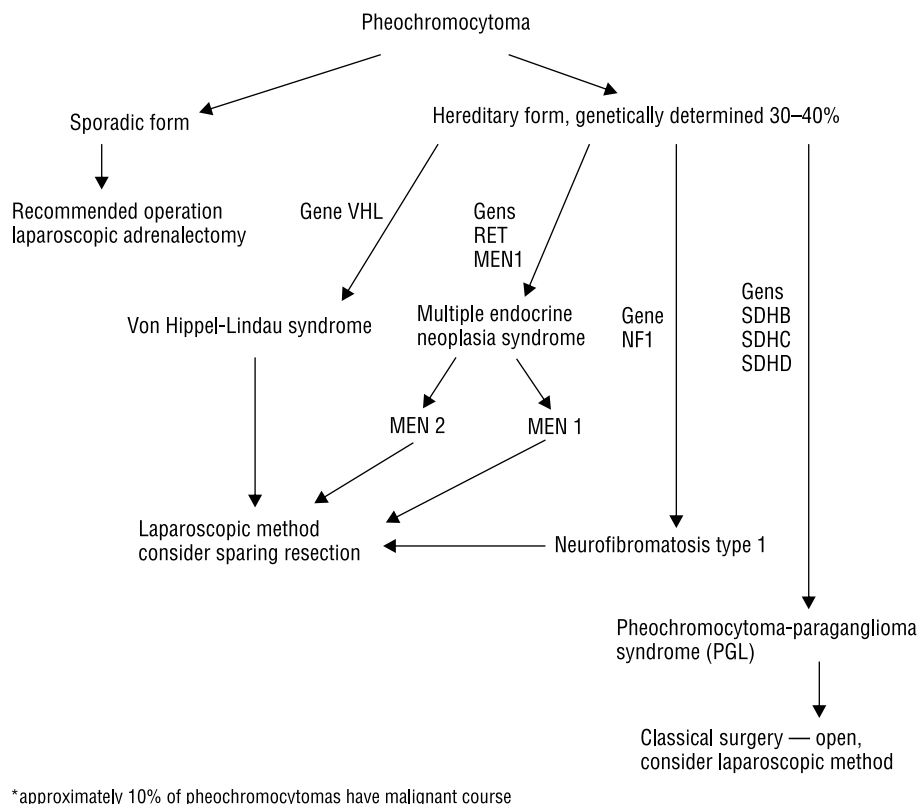 Pheochromocytoma
Sporadic form
Hereditary form, genetically determined 30–40%
Recommended operation
laparoscopic adrenalectomy
Gene VHL
Gens
RET
MEN1
Gene
NF1
Gens
SDHB
SDHC
SDHD
Von Hippel-Lindau syndrome
Multiple endocrine
neoplasia syndrome
MEN 2
MEN 1
Laparoscopic method
consider sparing resection
Neurofibromatosis type 1
Pheochromocytoma-paraganglioma
syndrome (PGL)
Classical surgery — open,
consider laparoscopic method
*approximately 10% of pheochromocytomas have malignant course